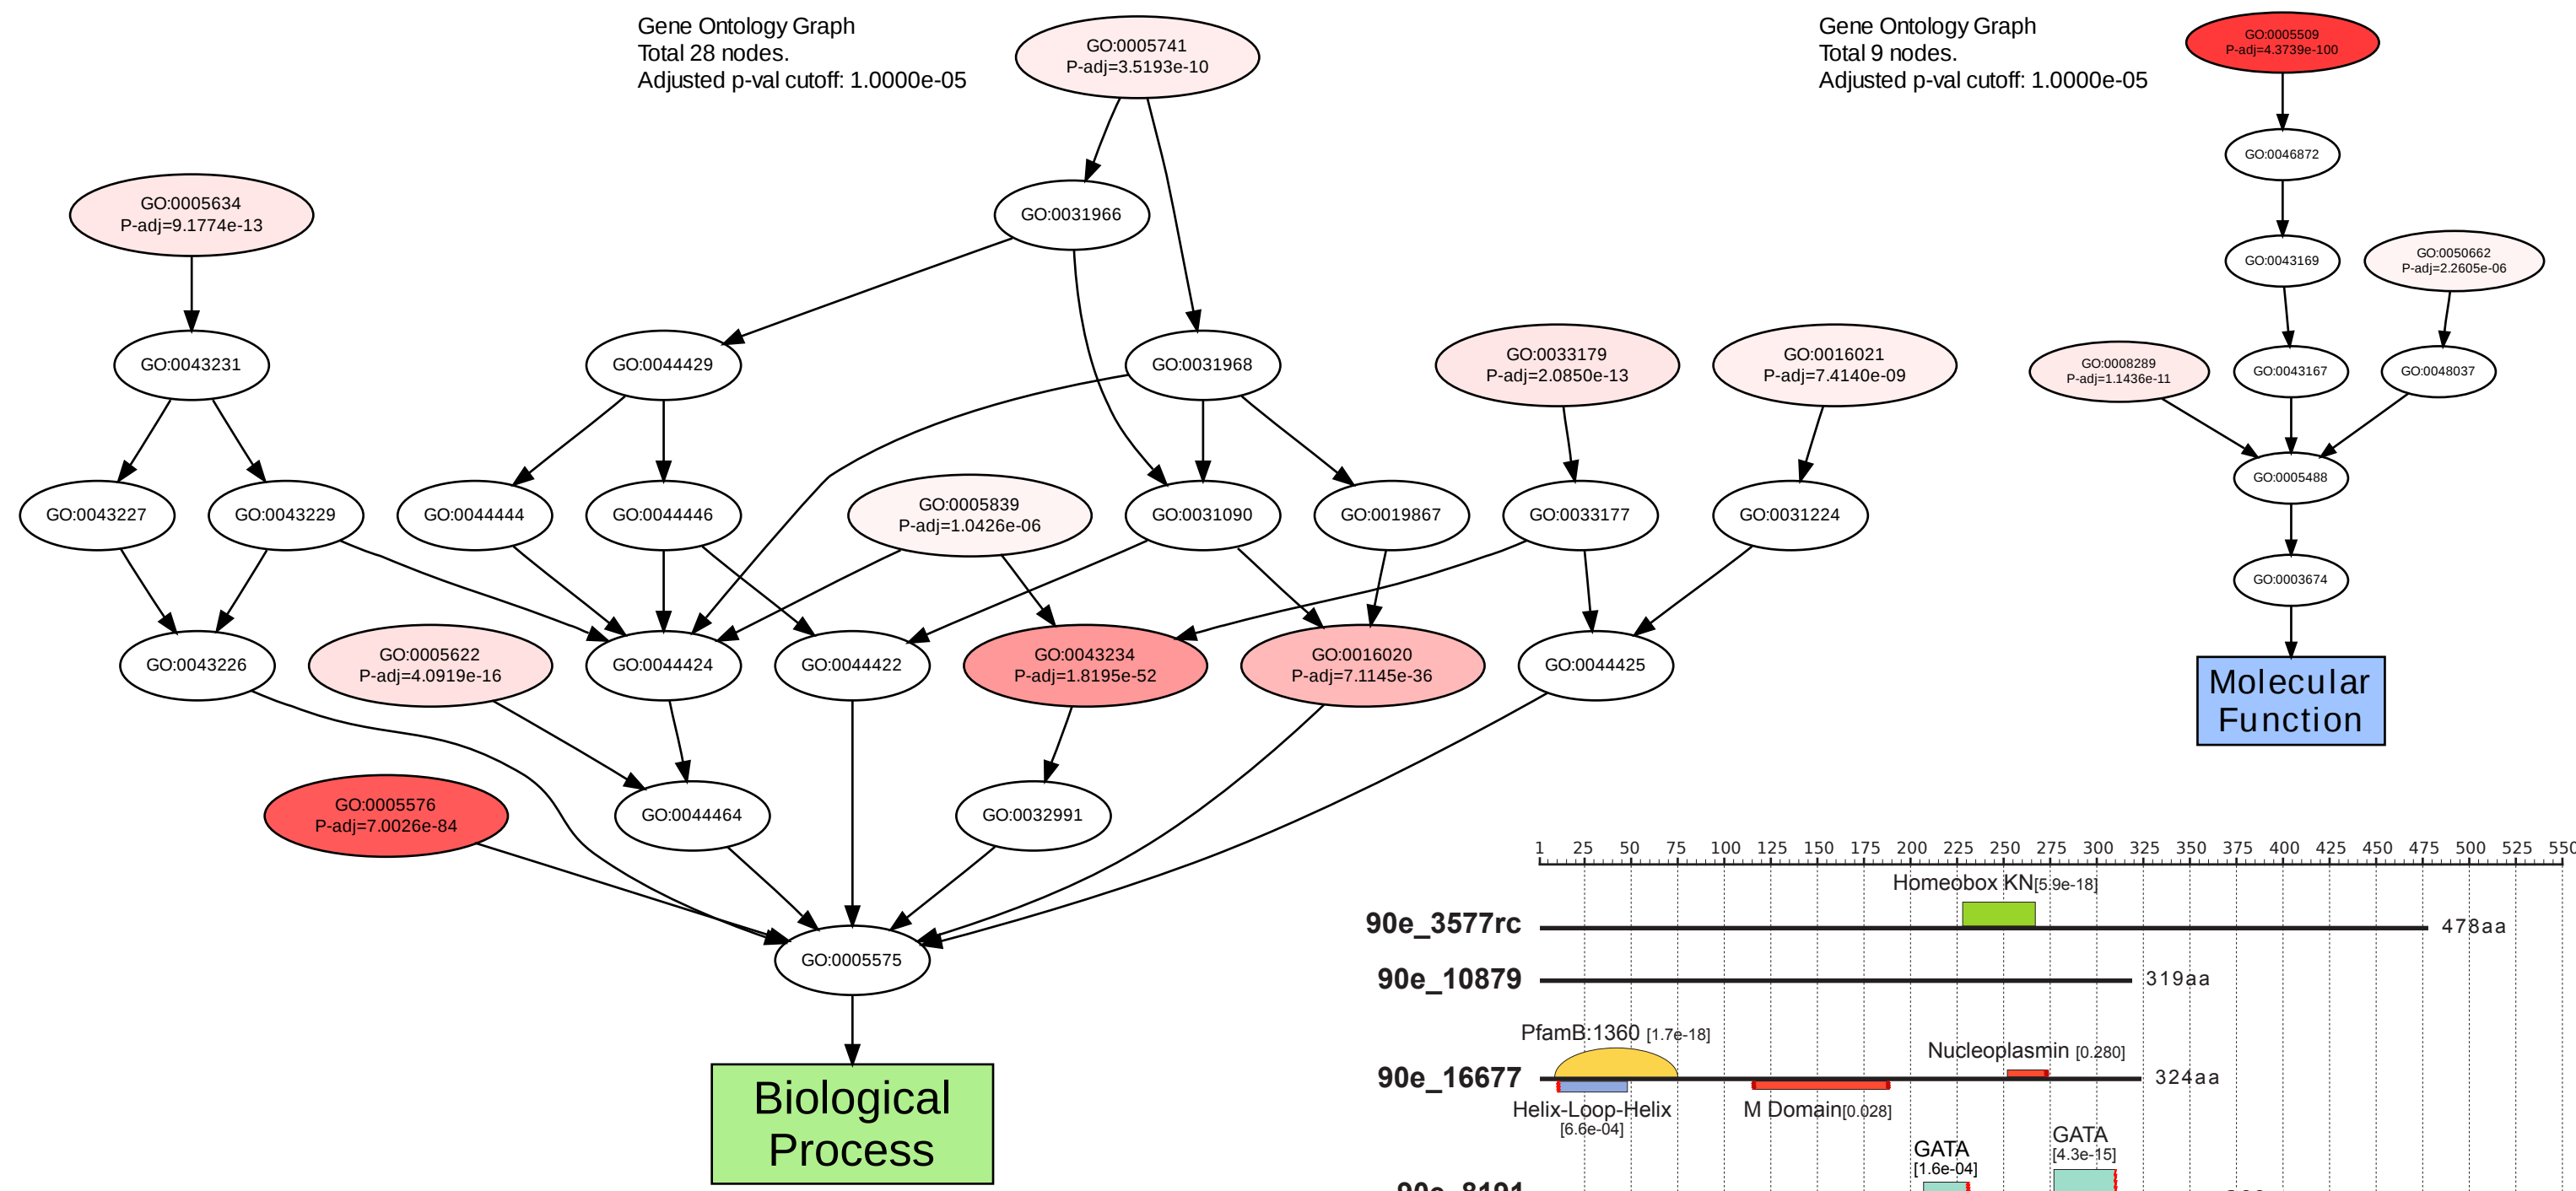 Gene Ontology Graph
Total 28 nodes.
Adjusted p-val cutoff: 1.0000e-05
GO:0005741
P-adj=3.5193e-10
GO:0005634
P-adj=9.1774e-13
GO:0031966
GO:0043231
GO:0044429
GO:0031968
GO:0033179
P-adj=2.0850e-13
GO:0016021
P-adj=7.4140e-09
GO:0043227
GO:0043229
GO:0044444
GO:0044446
GO:0005839
P-adj=1.0426e-06
GO:0031090
GO:0019867
GO:0033177
GO:0031224
GO:0043226
GO:0005622
P-adj=4.0919e-16
GO:0044424
GO:0044422
GO:0043234
P-adj=1.8195e-52
GO:0016020
P-adj=7.1145e-36
GO:0044425
GO:0005576
P-adj=7.0026e-84
GO:0044464
GO:0032991
GO:0005575
Biological
Process
Gene Ontology Graph
Total 9 nodes.
Adjusted p-val cutoff: 1.0000e-05
GO:0005509
P-adj=4.3739e-100
GO:0046872
GO:0043169
GO:0050662
P-adj=2.2605e-06
GO:0008289
P-adj=1.1436e-11
GO:0043167
GO:0048037
GO:0005488
GO:0003674
Molecular
Function
1 25 50 75 100 125 150 175 200 225 250 275 300 325 350 375 400 425 450 475 500 525 550
Homeobox KN[5.9e-18]
90e_3577rc 478aa
90e_10879 319aa
PfamB:1360 [1.7e-18]
Nucleoplasmin [0.280]
90e_16677 324aa
Helix-Loop-Helix
[6.6e-04]
M Domain[0.028]
GATA
[1.6e-04]
GATA
[4.3e-15]
90e_8191